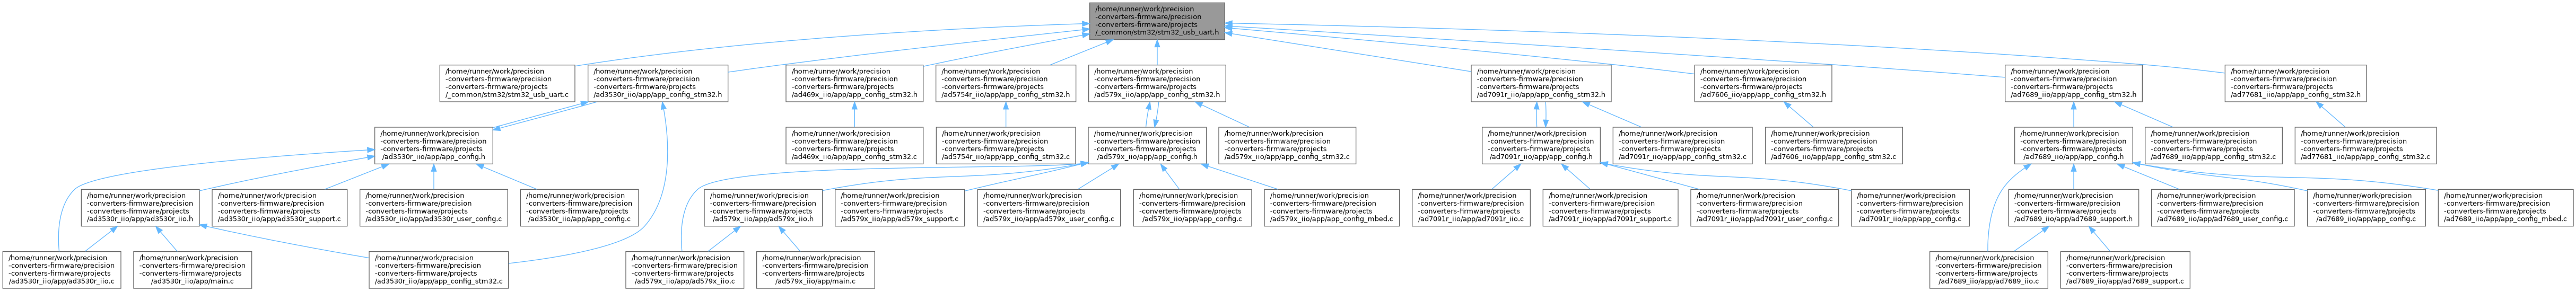 /home/runner/work/precision
-converters-firmware/precision
-converters-firmware/projects
/_common/stm32/stm32_usb_uart.h
/home/runner/work/precision
-converters-firmware/precision
-converters-firmware/projects
/_common/stm32/stm32_usb_uart.c
/home/runner/work/precision
-converters-firmware/precision
-converters-firmware/projects
/ad3530r_iio/app/app_config_stm32.h
/home/runner/work/precision
-converters-firmware/precision
-converters-firmware/projects
/ad469x_iio/app/app_config_stm32.h
/home/runner/work/precision
-converters-firmware/precision
-converters-firmware/projects
/ad5754r_iio/app/app_config_stm32.h
/home/runner/work/precision
-converters-firmware/precision
-converters-firmware/projects
/ad579x_iio/app/app_config_stm32.h
/home/runner/work/precision
-converters-firmware/precision
-converters-firmware/projects
/ad7091r_iio/app/app_config_stm32.h
/home/runner/work/precision
-converters-firmware/precision
-converters-firmware/projects
/ad7606_iio/app/app_config_stm32.h
/home/runner/work/precision
-converters-firmware/precision
-converters-firmware/projects
/ad7689_iio/app/app_config_stm32.h
/home/runner/work/precision
-converters-firmware/precision
-converters-firmware/projects
/ad77681_iio/app/app_config_stm32.h
/home/runner/work/precision
-converters-firmware/precision
-converters-firmware/projects
/ad3530r_iio/app/app_config.h
/home/runner/work/precision
-converters-firmware/precision
-converters-firmware/projects
/ad469x_iio/app/app_config_stm32.c
/home/runner/work/precision
-converters-firmware/precision
-converters-firmware/projects
/ad5754r_iio/app/app_config_stm32.c
/home/runner/work/precision
-converters-firmware/precision
-converters-firmware/projects
/ad579x_iio/app/app_config.h
/home/runner/work/precision
-converters-firmware/precision
-converters-firmware/projects
/ad579x_iio/app/app_config_stm32.c
/home/runner/work/precision
-converters-firmware/precision
-converters-firmware/projects
/ad7091r_iio/app/app_config.h
/home/runner/work/precision
-converters-firmware/precision
-converters-firmware/projects
/ad7091r_iio/app/app_config_stm32.c
/home/runner/work/precision
-converters-firmware/precision
-converters-firmware/projects
/ad7606_iio/app/app_config_stm32.c
/home/runner/work/precision
-converters-firmware/precision
-converters-firmware/projects
/ad7689_iio/app/app_config.h
/home/runner/work/precision
-converters-firmware/precision
-converters-firmware/projects
/ad7689_iio/app/app_config_stm32.c
/home/runner/work/precision
-converters-firmware/precision
-converters-firmware/projects
/ad77681_iio/app/app_config_stm32.c
/home/runner/work/precision
-converters-firmware/precision
-converters-firmware/projects
/ad3530r_iio/app/ad3530r_iio.h
/home/runner/work/precision
-converters-firmware/precision
-converters-firmware/projects
/ad3530r_iio/app/ad3530r_support.c
/home/runner/work/precision
-converters-firmware/precision
-converters-firmware/projects
/ad3530r_iio/app/ad3530r_user_config.c
/home/runner/work/precision
-converters-firmware/precision
-converters-firmware/projects
/ad3530r_iio/app/app_config.c
/home/runner/work/precision
-converters-firmware/precision
-converters-firmware/projects
/ad579x_iio/app/ad579x_iio.h
/home/runner/work/precision
-converters-firmware/precision
-converters-firmware/projects
/ad579x_iio/app/ad579x_support.c
/home/runner/work/precision
-converters-firmware/precision
-converters-firmware/projects
/ad579x_iio/app/ad579x_user_config.c
/home/runner/work/precision
-converters-firmware/precision
-converters-firmware/projects
/ad579x_iio/app/app_config.c
/home/runner/work/precision
-converters-firmware/precision
-converters-firmware/projects
/ad579x_iio/app/app_config_mbed.c
/home/runner/work/precision
-converters-firmware/precision
-converters-firmware/projects
/ad7091r_iio/app/ad7091r_iio.c
/home/runner/work/precision
-converters-firmware/precision
-converters-firmware/projects
/ad7091r_iio/app/ad7091r_support.c
/home/runner/work/precision
-converters-firmware/precision
-converters-firmware/projects
/ad7091r_iio/app/ad7091r_user_config.c
/home/runner/work/precision
-converters-firmware/precision
-converters-firmware/projects
/ad7091r_iio/app/app_config.c
/home/runner/work/precision
-converters-firmware/precision
-converters-firmware/projects
/ad7689_iio/app/ad7689_support.h
/home/runner/work/precision
-converters-firmware/precision
-converters-firmware/projects
/ad7689_iio/app/ad7689_user_config.c
/home/runner/work/precision
-converters-firmware/precision
-converters-firmware/projects
/ad7689_iio/app/app_config.c
/home/runner/work/precision
-converters-firmware/precision
-converters-firmware/projects
/ad7689_iio/app/app_config_mbed.c
/home/runner/work/precision
-converters-firmware/precision
-converters-firmware/projects
/ad3530r_iio/app/ad3530r_iio.c
/home/runner/work/precision
-converters-firmware/precision
-converters-firmware/projects
/ad3530r_iio/app/main.c
/home/runner/work/precision
-converters-firmware/precision
-converters-firmware/projects
/ad3530r_iio/app/app_config_stm32.c
/home/runner/work/precision
-converters-firmware/precision
-converters-firmware/projects
/ad579x_iio/app/ad579x_iio.c
/home/runner/work/precision
-converters-firmware/precision
-converters-firmware/projects
/ad579x_iio/app/main.c
/home/runner/work/precision
-converters-firmware/precision
-converters-firmware/projects
/ad7689_iio/app/ad7689_iio.c
/home/runner/work/precision
-converters-firmware/precision
-converters-firmware/projects
/ad7689_iio/app/ad7689_support.c